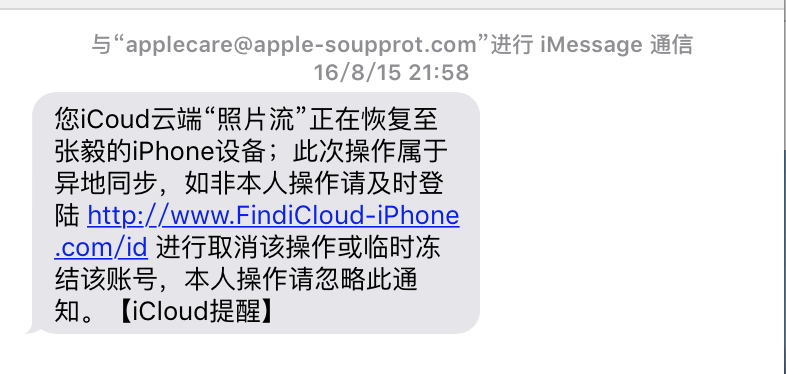 与“applecare@apple-soupprot.com”进行 iMessage 通信
16/8/15 21:58
您iCoud云端“照片流”正在恢复至
张毅的iPhone设备；此次操作属于
异地同步，如非本人操作请及时登
陆 http://www.FindiCloud-iPhone
.com/id 进行取消该操作或临时冻
结该账号，本人操作请忽略此通
知。【iCloud提醒】